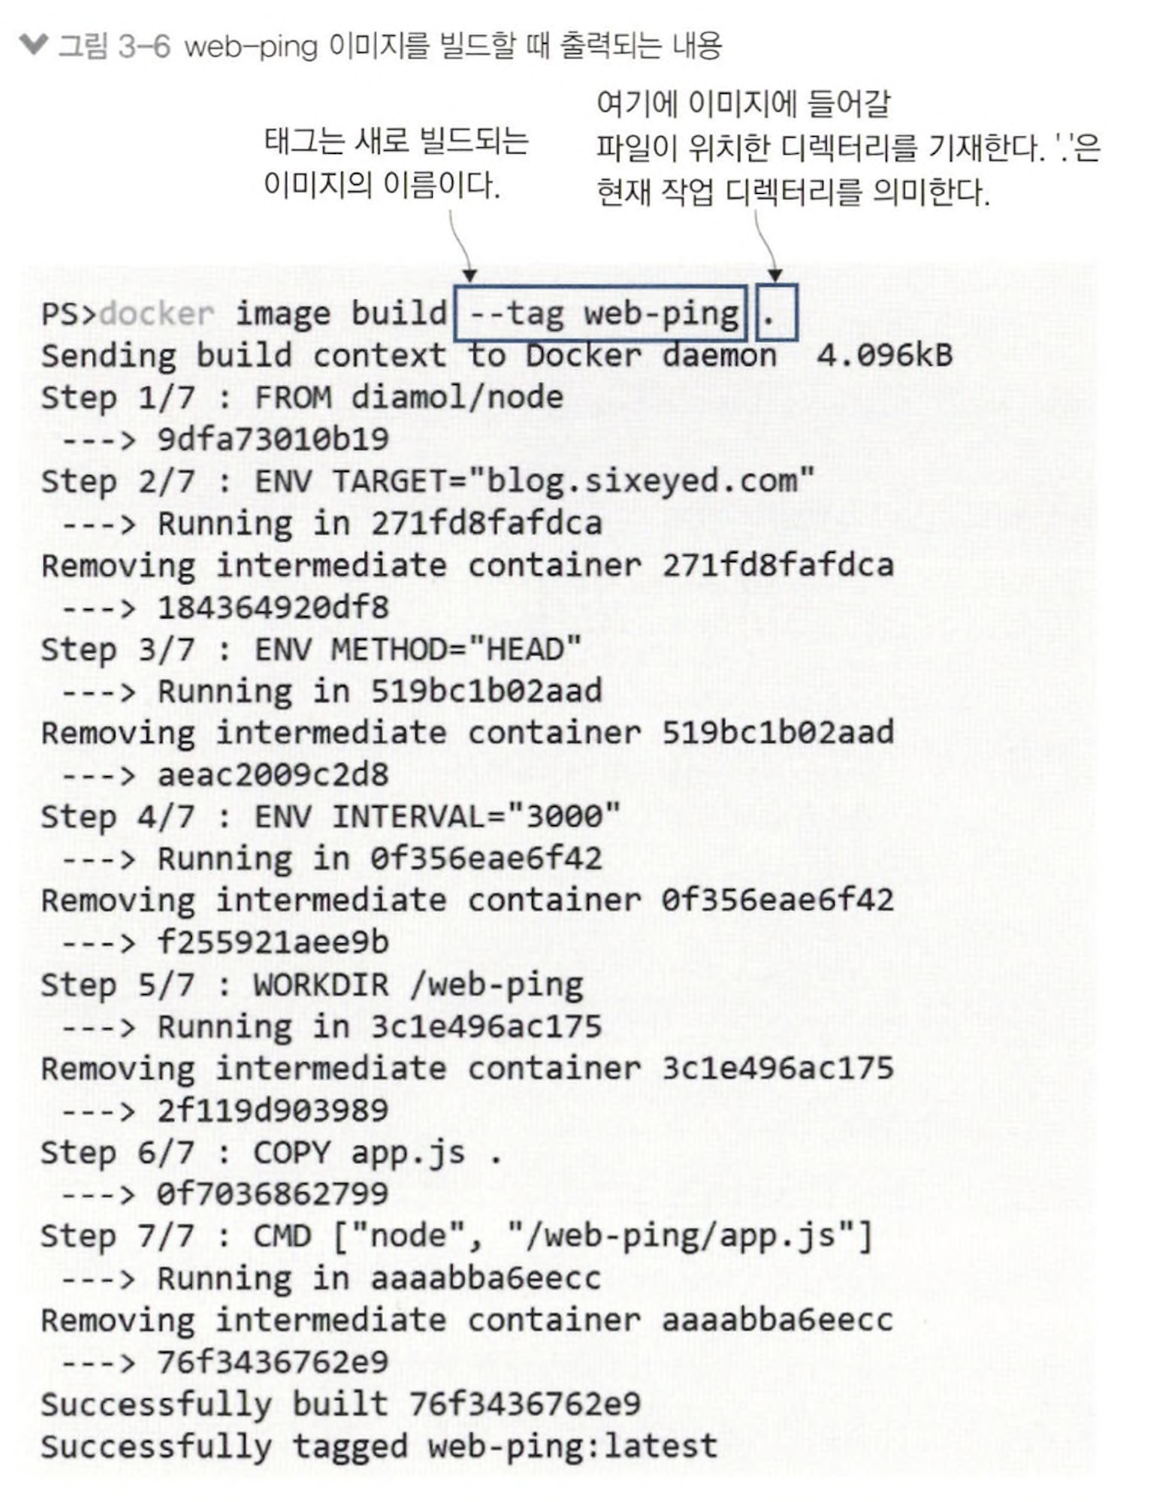 그림 3-6 web-ping 이미지를 빌드할 때 출력되는 내용
태그는 새로 빌드되는
이미지의 이름이다.
여기에 이미지에 들어갈
파일이 위치한 디렉터리를 기재한다. '.'은
현재 작업 디렉터리를 의미한다.
PS>docker image build --tag web-ping .
Sending build context to Docker daemon  4.096kB
Step 1/7 : FROM diamol/node
 ---> 9dfa73010b19
Step 2/7 : ENV TARGET="blog.sixeyed.com"
 ---> Running in 271fd8fafdca
Removing intermediate container 271fd8fafdca
 ---> 184364920df8
Step 3/7 : ENV METHOD="HEAD"
 ---> Running in 519bc1b02aad
Removing intermediate container 519bc1b02aad
 ---> aeac2009c2d8
Step 4/7 : ENV INTERVAL="3000"
 ---> Running in 0f356eae6f42
Removing intermediate container 0f356eae6f42
 ---> f255921aee9b
Step 5/7 : WORKDIR /web-ping
 ---> Running in 3c1e496ac175
Removing intermediate container 3c1e496ac175
 ---> 2f119d903989
Step 6/7 : COPY app.js .
 ---> 0f7036862799
Step 7/7 : CMD ["node", "/web-ping/app.js"]
 ---> Running in aaaabba6eecc
Removing intermediate container aaaabba6eecc
 ---> 76f3436762e9
Successfully built 76f3436762e9
Successfully tagged web-ping:latest